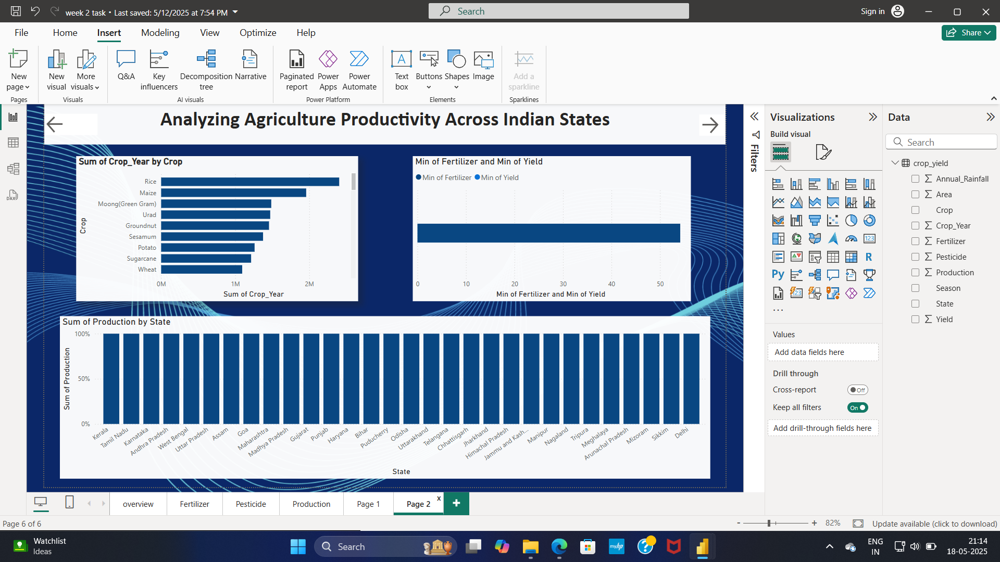 week 2 task • Last saved: 5/12/2025 at 7:54 PM
Search
Sign in
File Home Insert Modeling View Optimize Help
Share
New page
New visual
More visuals
Q&A
Key influencers
Decomposition tree
Narrative
Paginated report
Power Apps
Power Automate
Text box
Buttons
Shapes
Image
Add a sparkline
Pages Visuals AI visuals Power Platform Elements Sparklines
Analyzing Agriculture Productivity Across Indian States
Sum of Crop_Year by Crop
Crop
Rice
Maize
Moong(Green Gram)
Urad
Groundnut
Sesamum
Potato
Sugarcane
Wheat
0M 1M 2M
Sum of Crop_Year
Min of Fertilizer and Min of Yield
Min of Fertilizer Min of Yield
0 10 20 30 40 50
Min of Fertilizer and Min of Yield
Sum of Production by State
Sum of Production
100%
50%
0%
Kerala
Tamil Nadu
Karnataka
Andhra Pradesh
West Bengal
Uttar Pradesh
Assam
Goa
Maharashtra
Madhya Pradesh
Gujarat
Punjab
Haryana
Bihar
Puducherry
Odisha
Uttarakhand
Telangana
Chhattisgarh
Jharkhand
Himachal Pradesh
Jammu and Kash...
Manipur
Nagaland
Tripura
Meghalaya
Arunachal Pradesh
Mizoram
Sikkim
Delhi
State
Filters
Visualizations
Build visual
123
R
Py
123
...
Values
Add data fields here
Drill through
Cross-report
Off
Keep all filters
On
Add drill-through fields here
Data
Search
crop_yield
Annual_Rainfall
Area
Crop
Crop_Year
Fertilizer
Pesticide
Production
Season
State
Yield
DAX
overview Fertilizer Pesticide Production Page 1 Page 2 x +
Page 6 of 6
- + 82%
Update available (click to download)
Watchlist
Ideas
Search
myhp
ENG
IN
21:14
18-05-2025